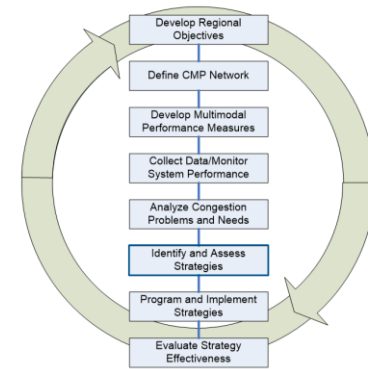 Develop Regional
Objectives
Define CMP Network
Develop Multimodal
Performance Measures
Collect Data/Monitor
System Performance
Analyze Congestion
Problems and Needs
Identify and Assess
Strategies
Program and Implement
Strategies
Evaluate Strategy
Effectiveness